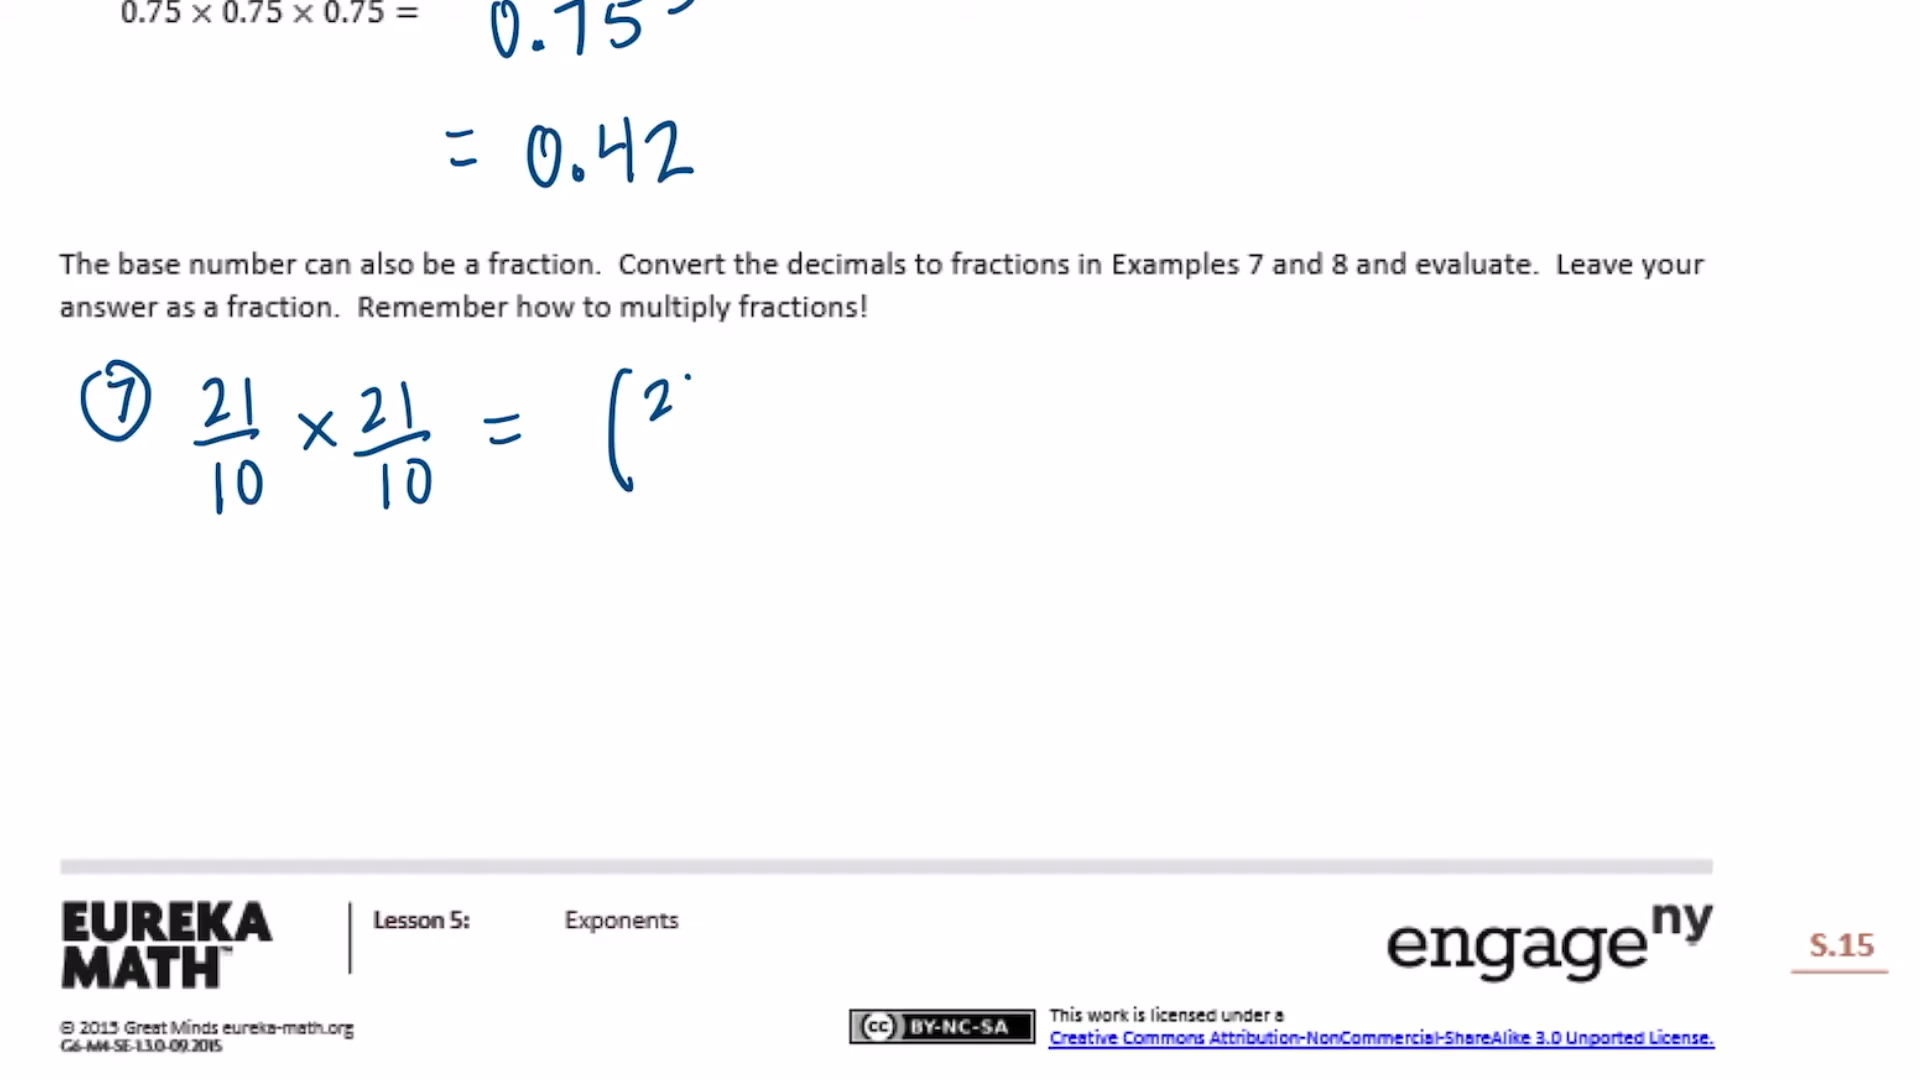 0.75 × 0.75 × 0.75 = 0.75
= 0.42
The base number can also be a fraction. Convert the decimals to fractions in Examples 7 and 8 and evaluate. Leave your
answer as a fraction. Remember how to multiply fractions!
⑦ 21/10 × 21/10 = (2
EUREKA
MATH™
Lesson 5: Exponents
engage ny
S.15
© 2015 Great Minds eureka-math.org
G6-M4-SE-1.3.0-09.2015
cc BY-NC-SA
This work is licensed under a
Creative Commons Attribution-NonCommercial-ShareAlike 3.0 Unported License.